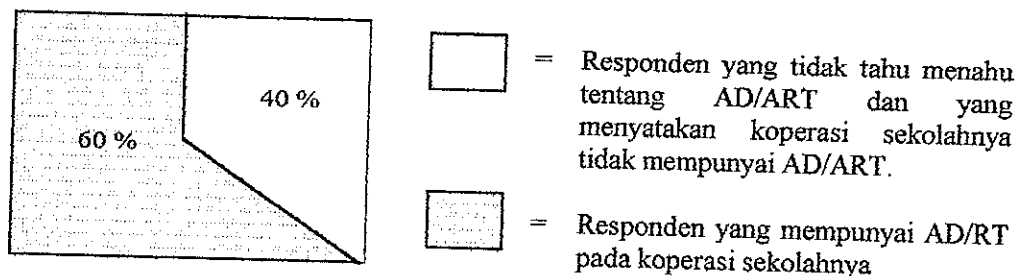 40 %
60 %
= Responden yang tidak tahu menahu
tentang AD/ART dan yang
menyatakan koperasi sekolahnya
tidak mempunyai AD/ART.
= Responden yang mempunyai AD/RT
pada koperasi sekolahnya